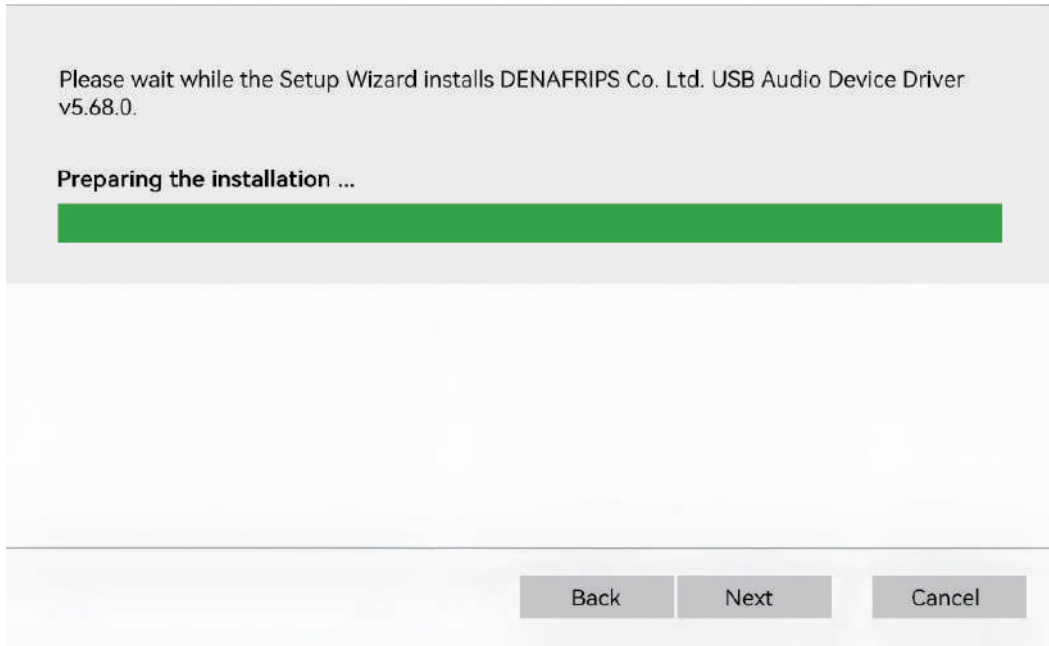 Please wait while the Setup Wizard installs DENAFRIPS Co. Ltd. USB Audio Device Driver
v5.68.0.
Preparing the installation ...
Back
Next
Cancel